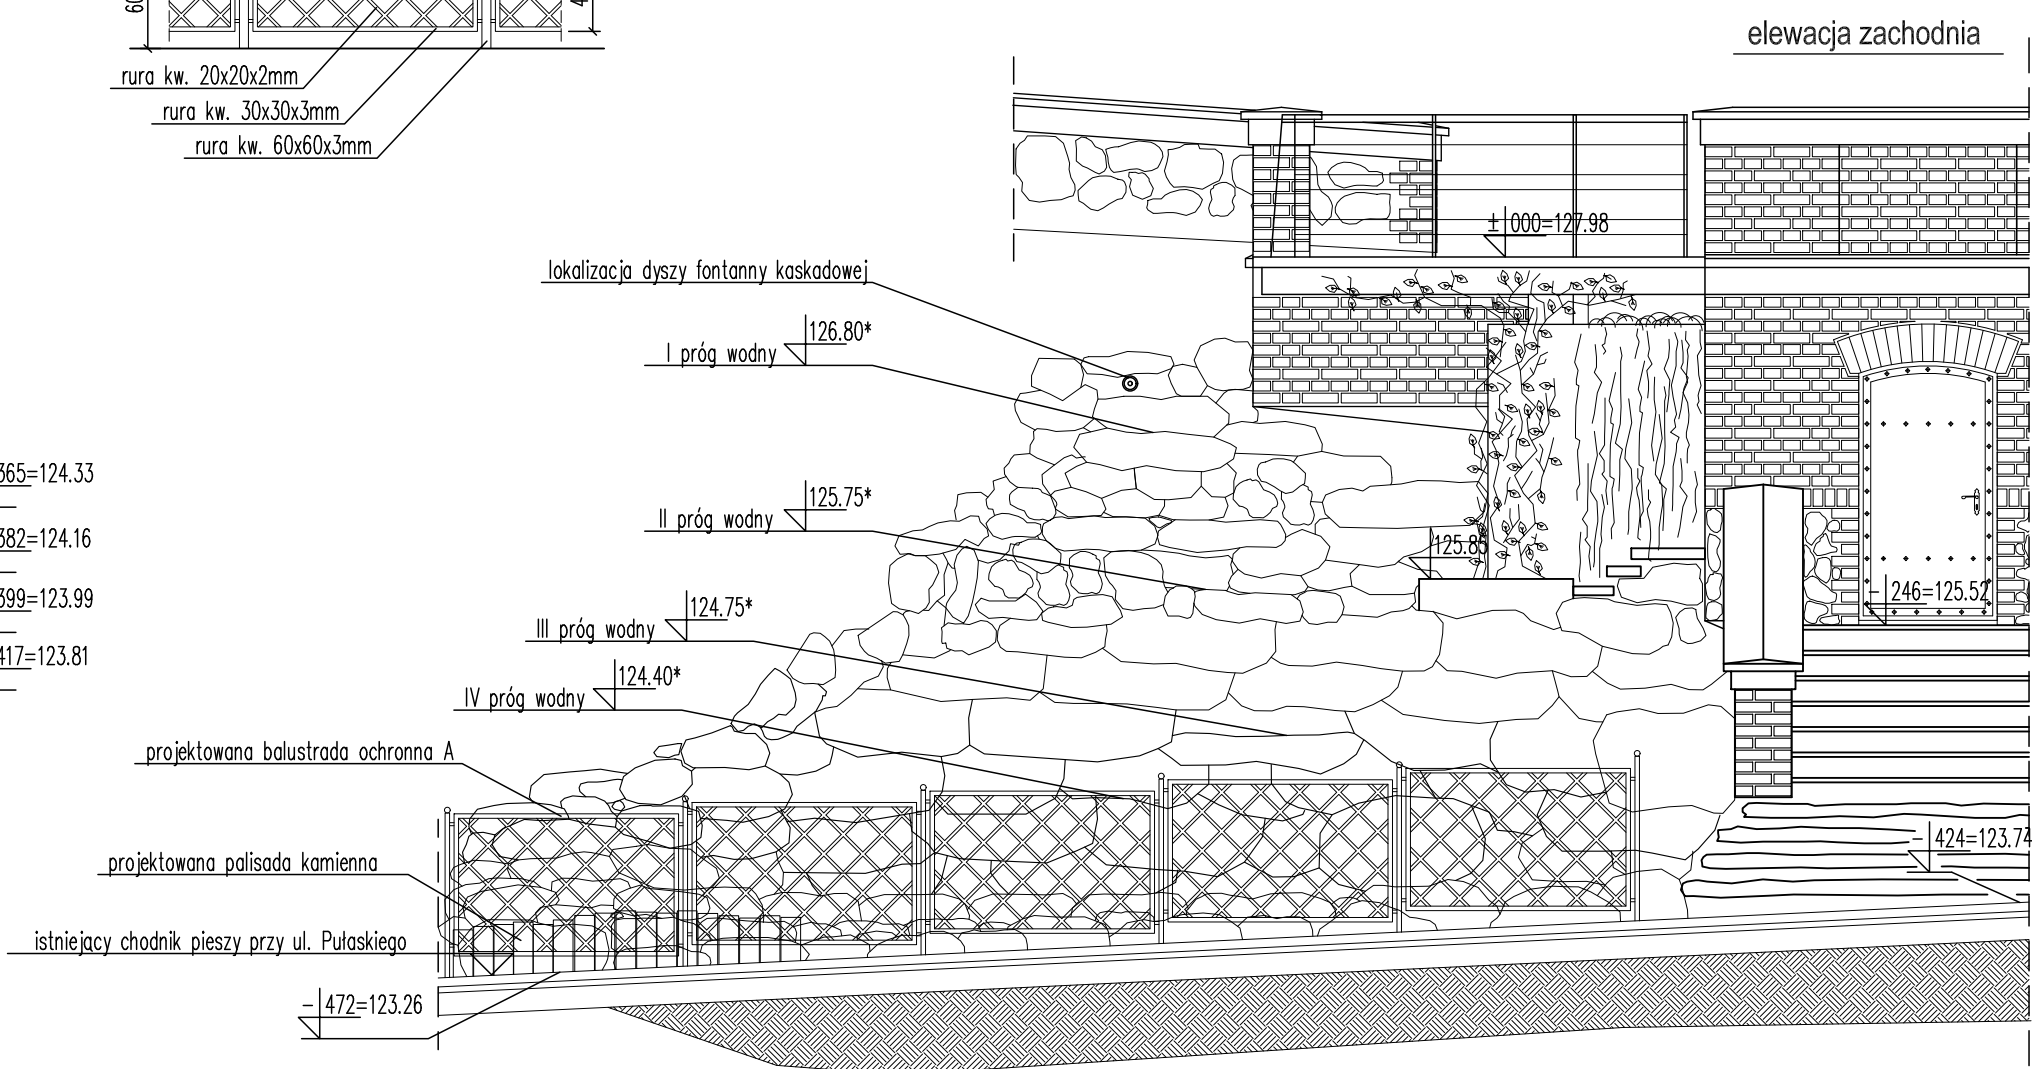 elewacja zachodnia
rura kw. 20x20x2mm
rura kw. 30x30x3mm
rura kw. 60x60x3mm
± 000=127.98
lokalizacja dyszy fontanny kaskadowej
126.80*
I próg wodny
365=124.33
125.75*
II próg wodny
382=124.16
125.85
399=123.99
- 246=125.52
124.75*
III próg wodny
417=123.81
124.40*
IV próg wodny
projektowana balustrada ochronna A
- 424=123.74
projektowana palisada kamienna
istniejący chodnik pieszy przy ul. Pułaskiego
- 472=123.26